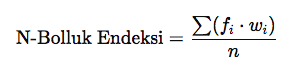 N-Bolluk Endeksi = ∑(fᵢ · wᵢ) / n